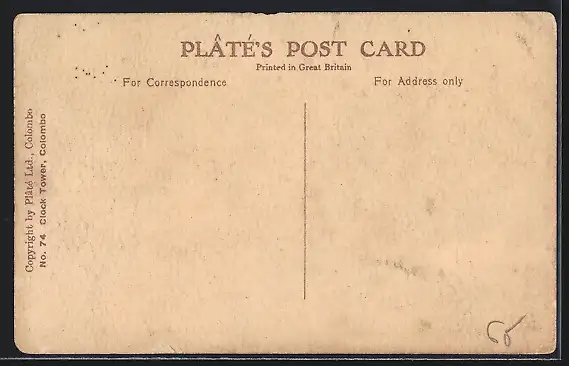 PLÂTÉ'S POST CARD
Printed in Great Britain
For Correspondence
For Address only
Copyright by Plâté Ltd., Colombo
No. 74 Clock Tower, Colombo